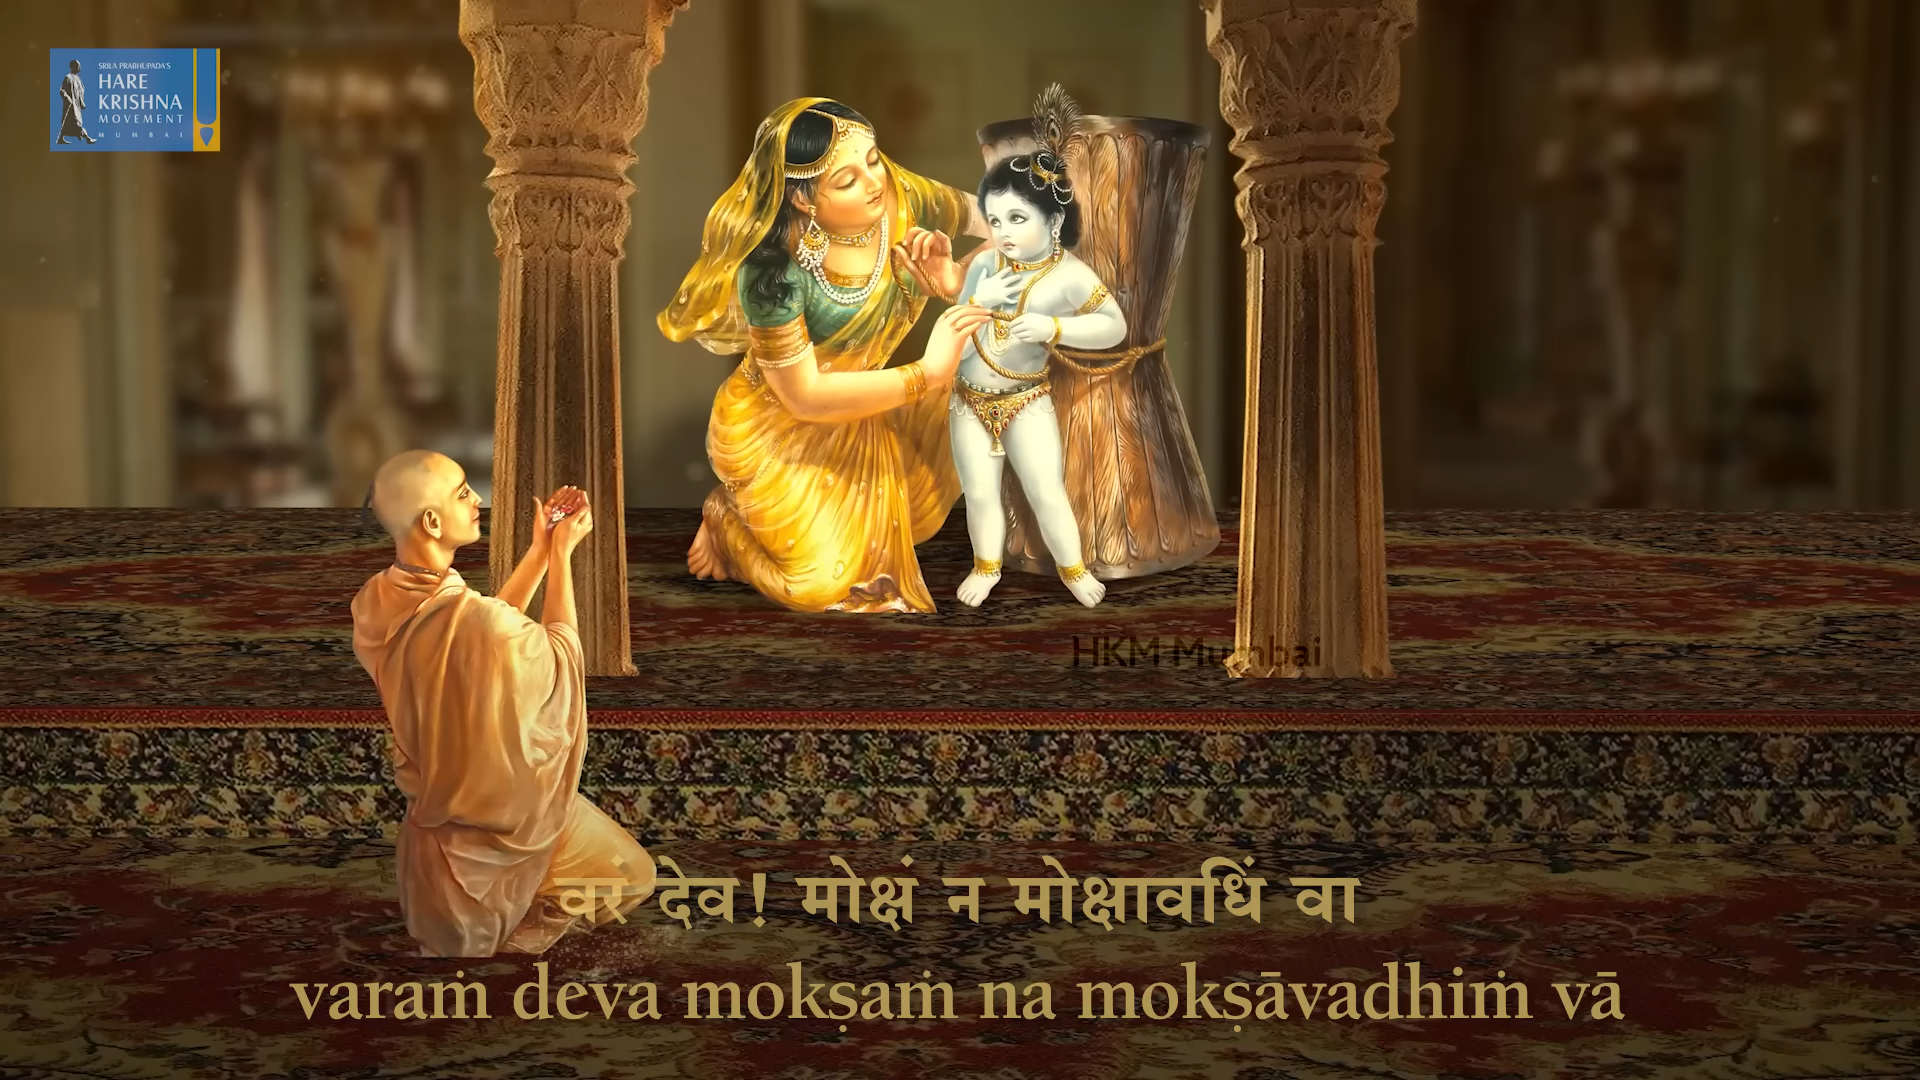 SRILA PRABHUPADA'S
HARE
KRISHNA
MOVEMENT
MUMBAI
HKM Mumbai
वरं देव! मोक्षं न मोक्षावधिं वा
varaṁ deva mokṣaṁ na mokṣāvadhiṁ vā